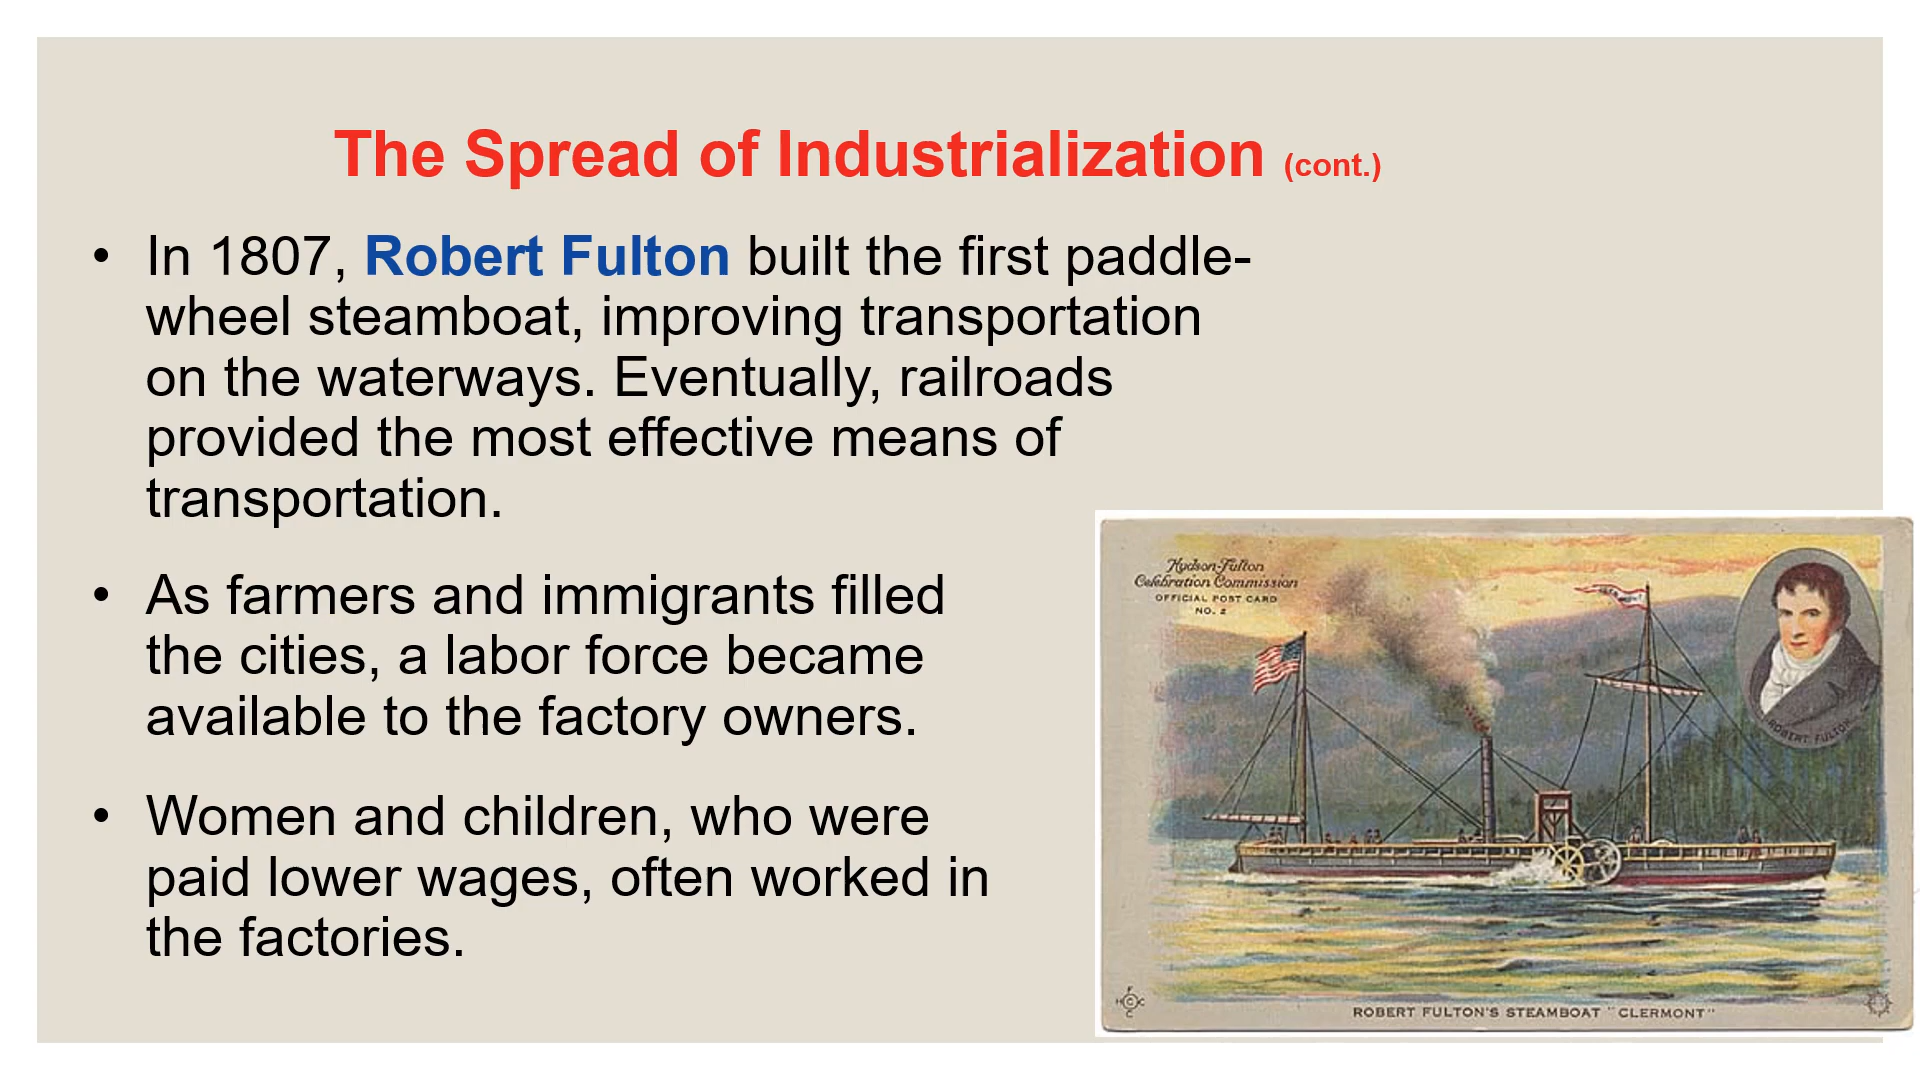 The Spread of Industrialization (cont.)
• In 1807, Robert Fulton built the first paddle-
wheel steamboat, improving transportation
on the waterways. Eventually, railroads
provided the most effective means of
transportation.
• As farmers and immigrants filled
the cities, a labor force became
available to the factory owners.
• Women and children, who were
paid lower wages, often worked in
the factories.
Hudson-Fulton
Celebration Commission
OFFICIAL POST CARD
NO. 2
ROBERT FULTON
ROBERT FULTON'S STEAMBOAT "CLERMONT"